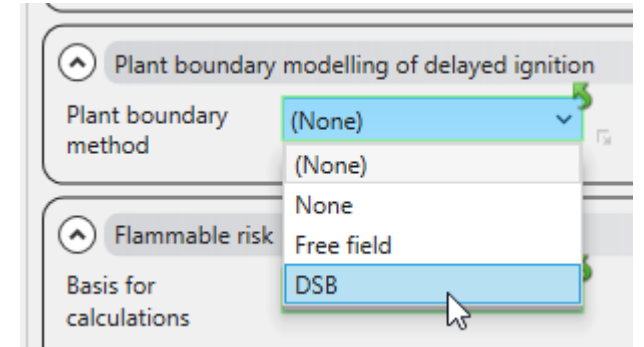 Plant boundary modelling of delayed ignition
Plant boundary
method
(None)
(None)
None
Free field
DSB
Flammable risk
Basis for
calculations